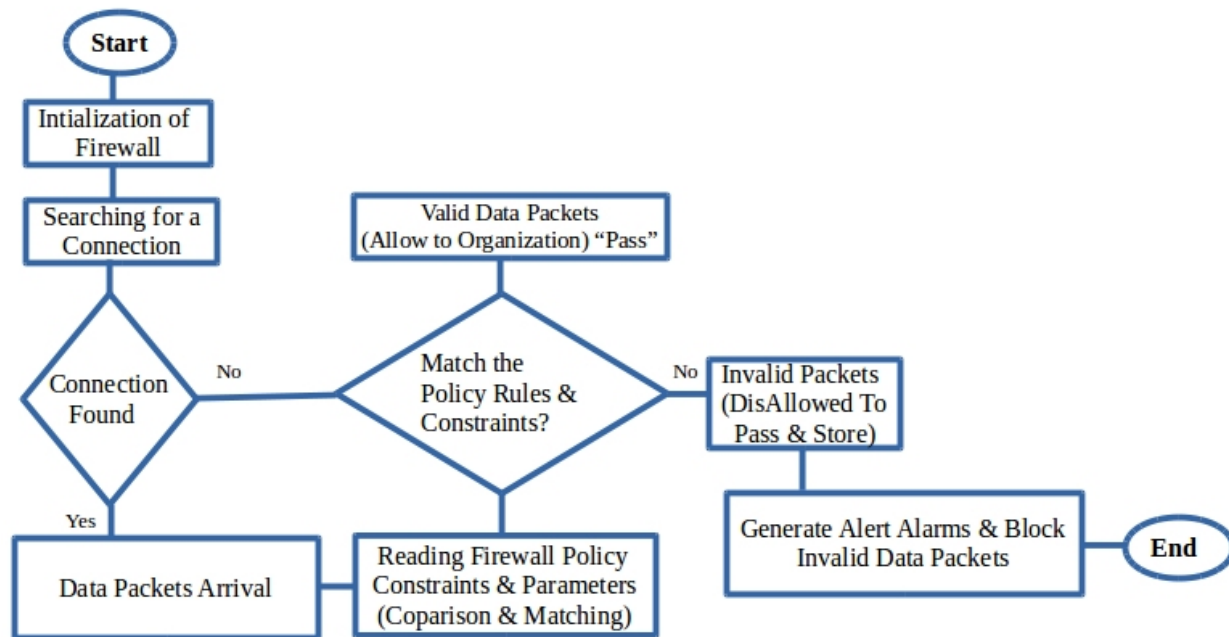 Start
Intialization of
Firewall
Searching for a
Connection
Connection
Found
No
Yes
Data Packets Arrival
Reading Firewall Policy
Constraints & Parameters
(Coparison & Matching)
Match the
Policy Rules &
Constraints?
Valid Data Packets
(Allow to Organization) “Pass”
No
Invalid Packets
(DisAllowed To
Pass & Store)
Generate Alert Alarms & Block
Invalid Data Packets
End